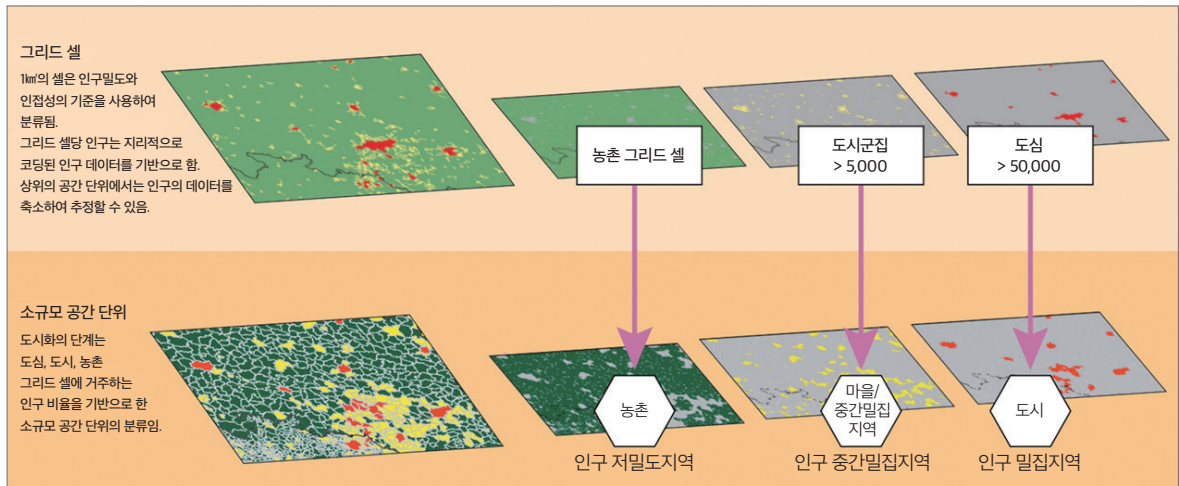 그리드 셀
1㎢의 셀은 인구밀도와
인접성의 기준을 사용하여
분류됨.
그리드 셀당 인구는 지리적으로
코딩된 인구 데이터를 기반으로 함.
상위의 공간 단위에서는 인구의 데이터를
축소하여 추정할 수 있음.
농촌 그리드 셀
도시군집
> 5,000
도심
> 50,000
소규모 공간 단위
도시화의 단계는
도심, 도시, 농촌
그리드 셀에 거주하는
인구 비율을 기반으로 한
소규모 공간 단위의 분류임.
농촌
인구 저밀도지역
마을/
중간밀집
지역
인구 중간밀집지역
도시
인구 밀집지역